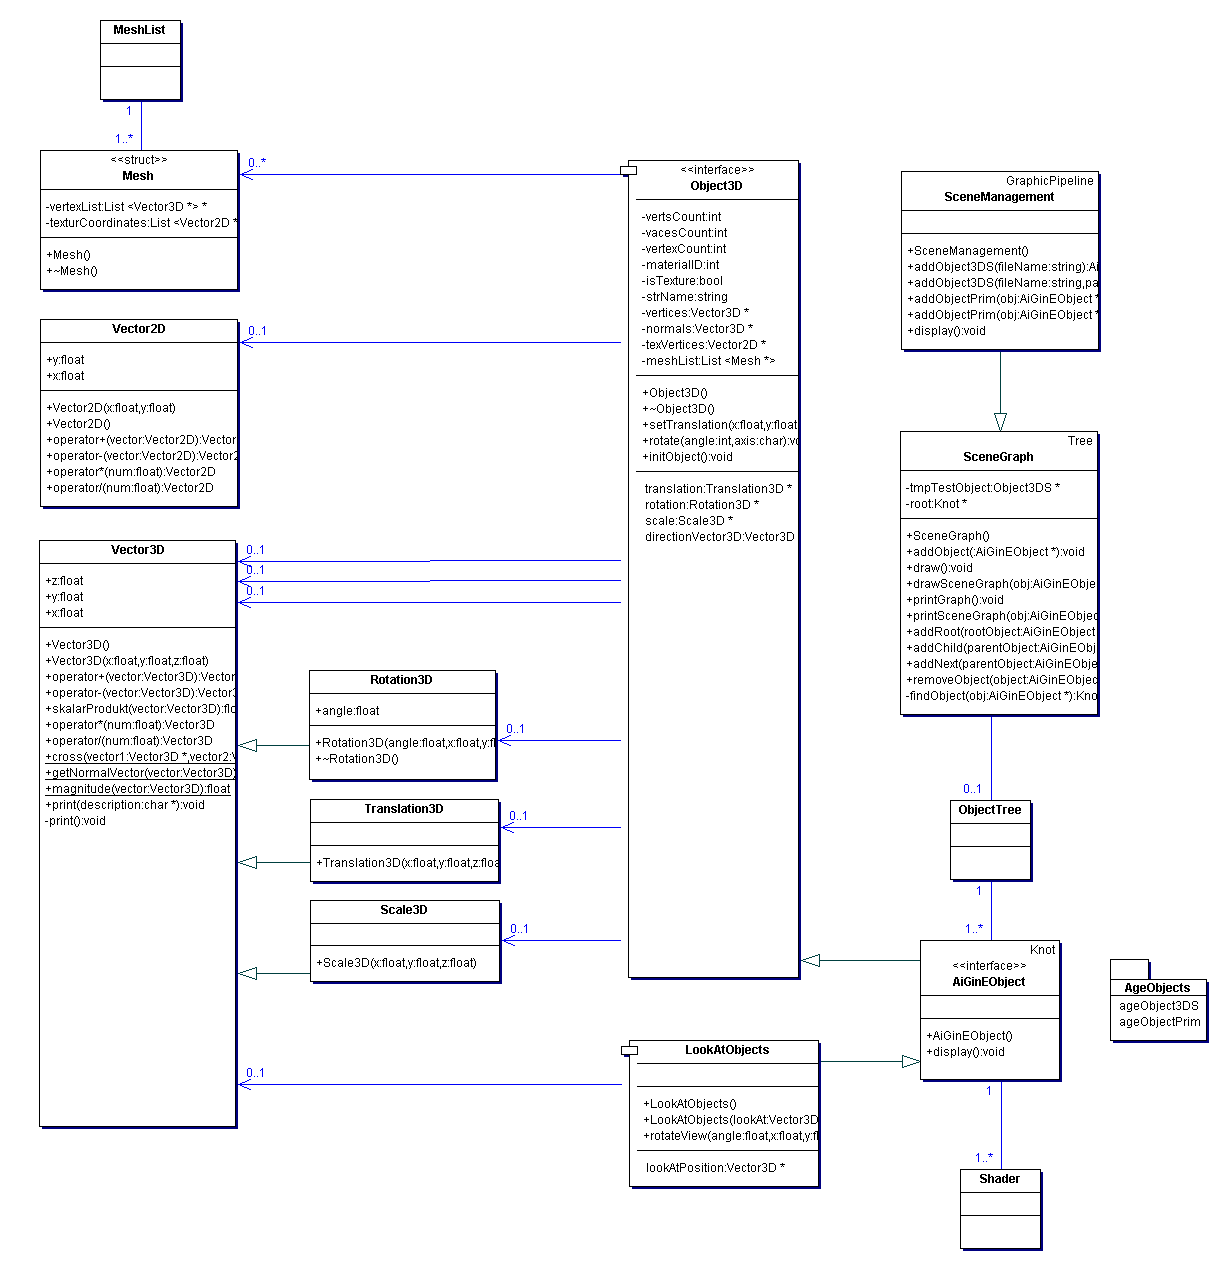 MeshList
1
1..*
<<struct>>
Mesh
-vertexList:List <Vector3D *> *
-texturCoordinates:List <Vector2D *
+Mesh()
+~Mesh()
0..*
Vector2D
+y:float
+x:float
+Vector2D(x:float,y:float)
+Vector2D()
+operator+(vector:Vector2D):Vector
+operator-(vector:Vector2D):Vector2
+operator*(num:float):Vector2D
+operator/(num:float):Vector2D
0..1
Vector3D
+z:float
+y:float
+x:float
+Vector3D()
+Vector3D(x:float,y:float,z:float)
+operator+(vector:Vector3D):Vector
+operator-(vector:Vector3D):Vector3
+skalarProdukt(vector:Vector3D):flo
+operator*(num:float):Vector3D
+operator/(num:float):Vector3D
+cross(vector1:Vector3D *,vector2:V
+getNormalVector(vector:Vector3D)
+magnitude(vector:Vector3D):float
+print(description:char *):void
-print():void
0..1
0..1
0..1
Rotation3D
+angle:float
+Rotation3D(angle:float,x:float,y:fl
+~Rotation3D()
0..1
Translation3D
+Translation3D(x:float,y:float,z:floa
0..1
Scale3D
+Scale3D(x:float,y:float,z:float)
0..1
0..1
<<interface>>
Object3D
-vertsCount:int
-vacesCount:int
-vertexCount:int
-materialID:int
-isTexture:bool
-strName:string
-vertices:Vector3D *
-normals:Vector3D *
-texVertices:Vector2D *
-meshList:List <Mesh *>
+Object3D()
+~Object3D()
+setTranslation(x:float,y:float
+rotate(angle:int,axis:char):vo
+initObject():void
translation:Translation3D *
rotation:Rotation3D *
scale:Scale3D *
directionVector3D:Vector3D
LookAtObjects
+LookAtObjects()
+LookAtObjects(lookAt:Vector3D
+rotateView(angle:float,x:float,y:fl
lookAtPosition:Vector3D *
GraphicPipeline
SceneManagement
+SceneManagement()
+addObject3DS(fileName:string):Ai
+addObject3DS(fileName:string,pa
+addObjectPrim(obj:AiGinEObject *
+addObjectPrim(obj:AiGinEObject *
+display():void
Tree
SceneGraph
-tmpTestObject:Object3DS *
-root:Knot *
+SceneGraph()
+addObject(:AiGinEObject *):void
+draw():void
+drawSceneGraph(obj:AiGinEObje
+printGraph():void
+printSceneGraph(obj:AiGinEObjec
+addRoot(rootObject:AiGinEObject
+addChild(parentObject:AiGinEObj
+addNext(parentObject:AiGinEObje
+removeObject(object:AiGinEObjec
-findObject(obj:AiGinEObject *):Kno
0..1
ObjectTree
1
1..*
Knot
<<interface>>
AiGinEObject
+AiGinEObject()
+display():void
1
1..*
Shader
AgeObjects
ageObject3DS
ageObjectPrim